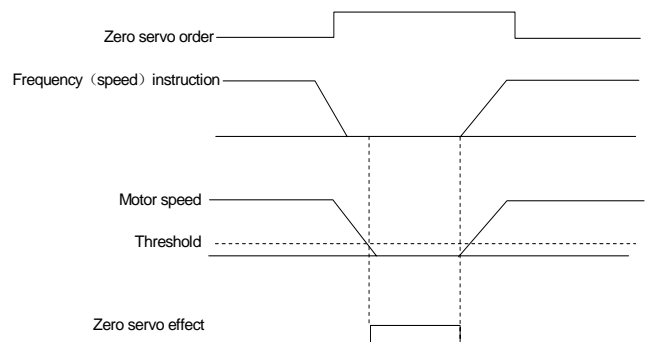 Zero servo order
Frequency（speed）instruction
Motor speed
Threshold
Zero servo effect